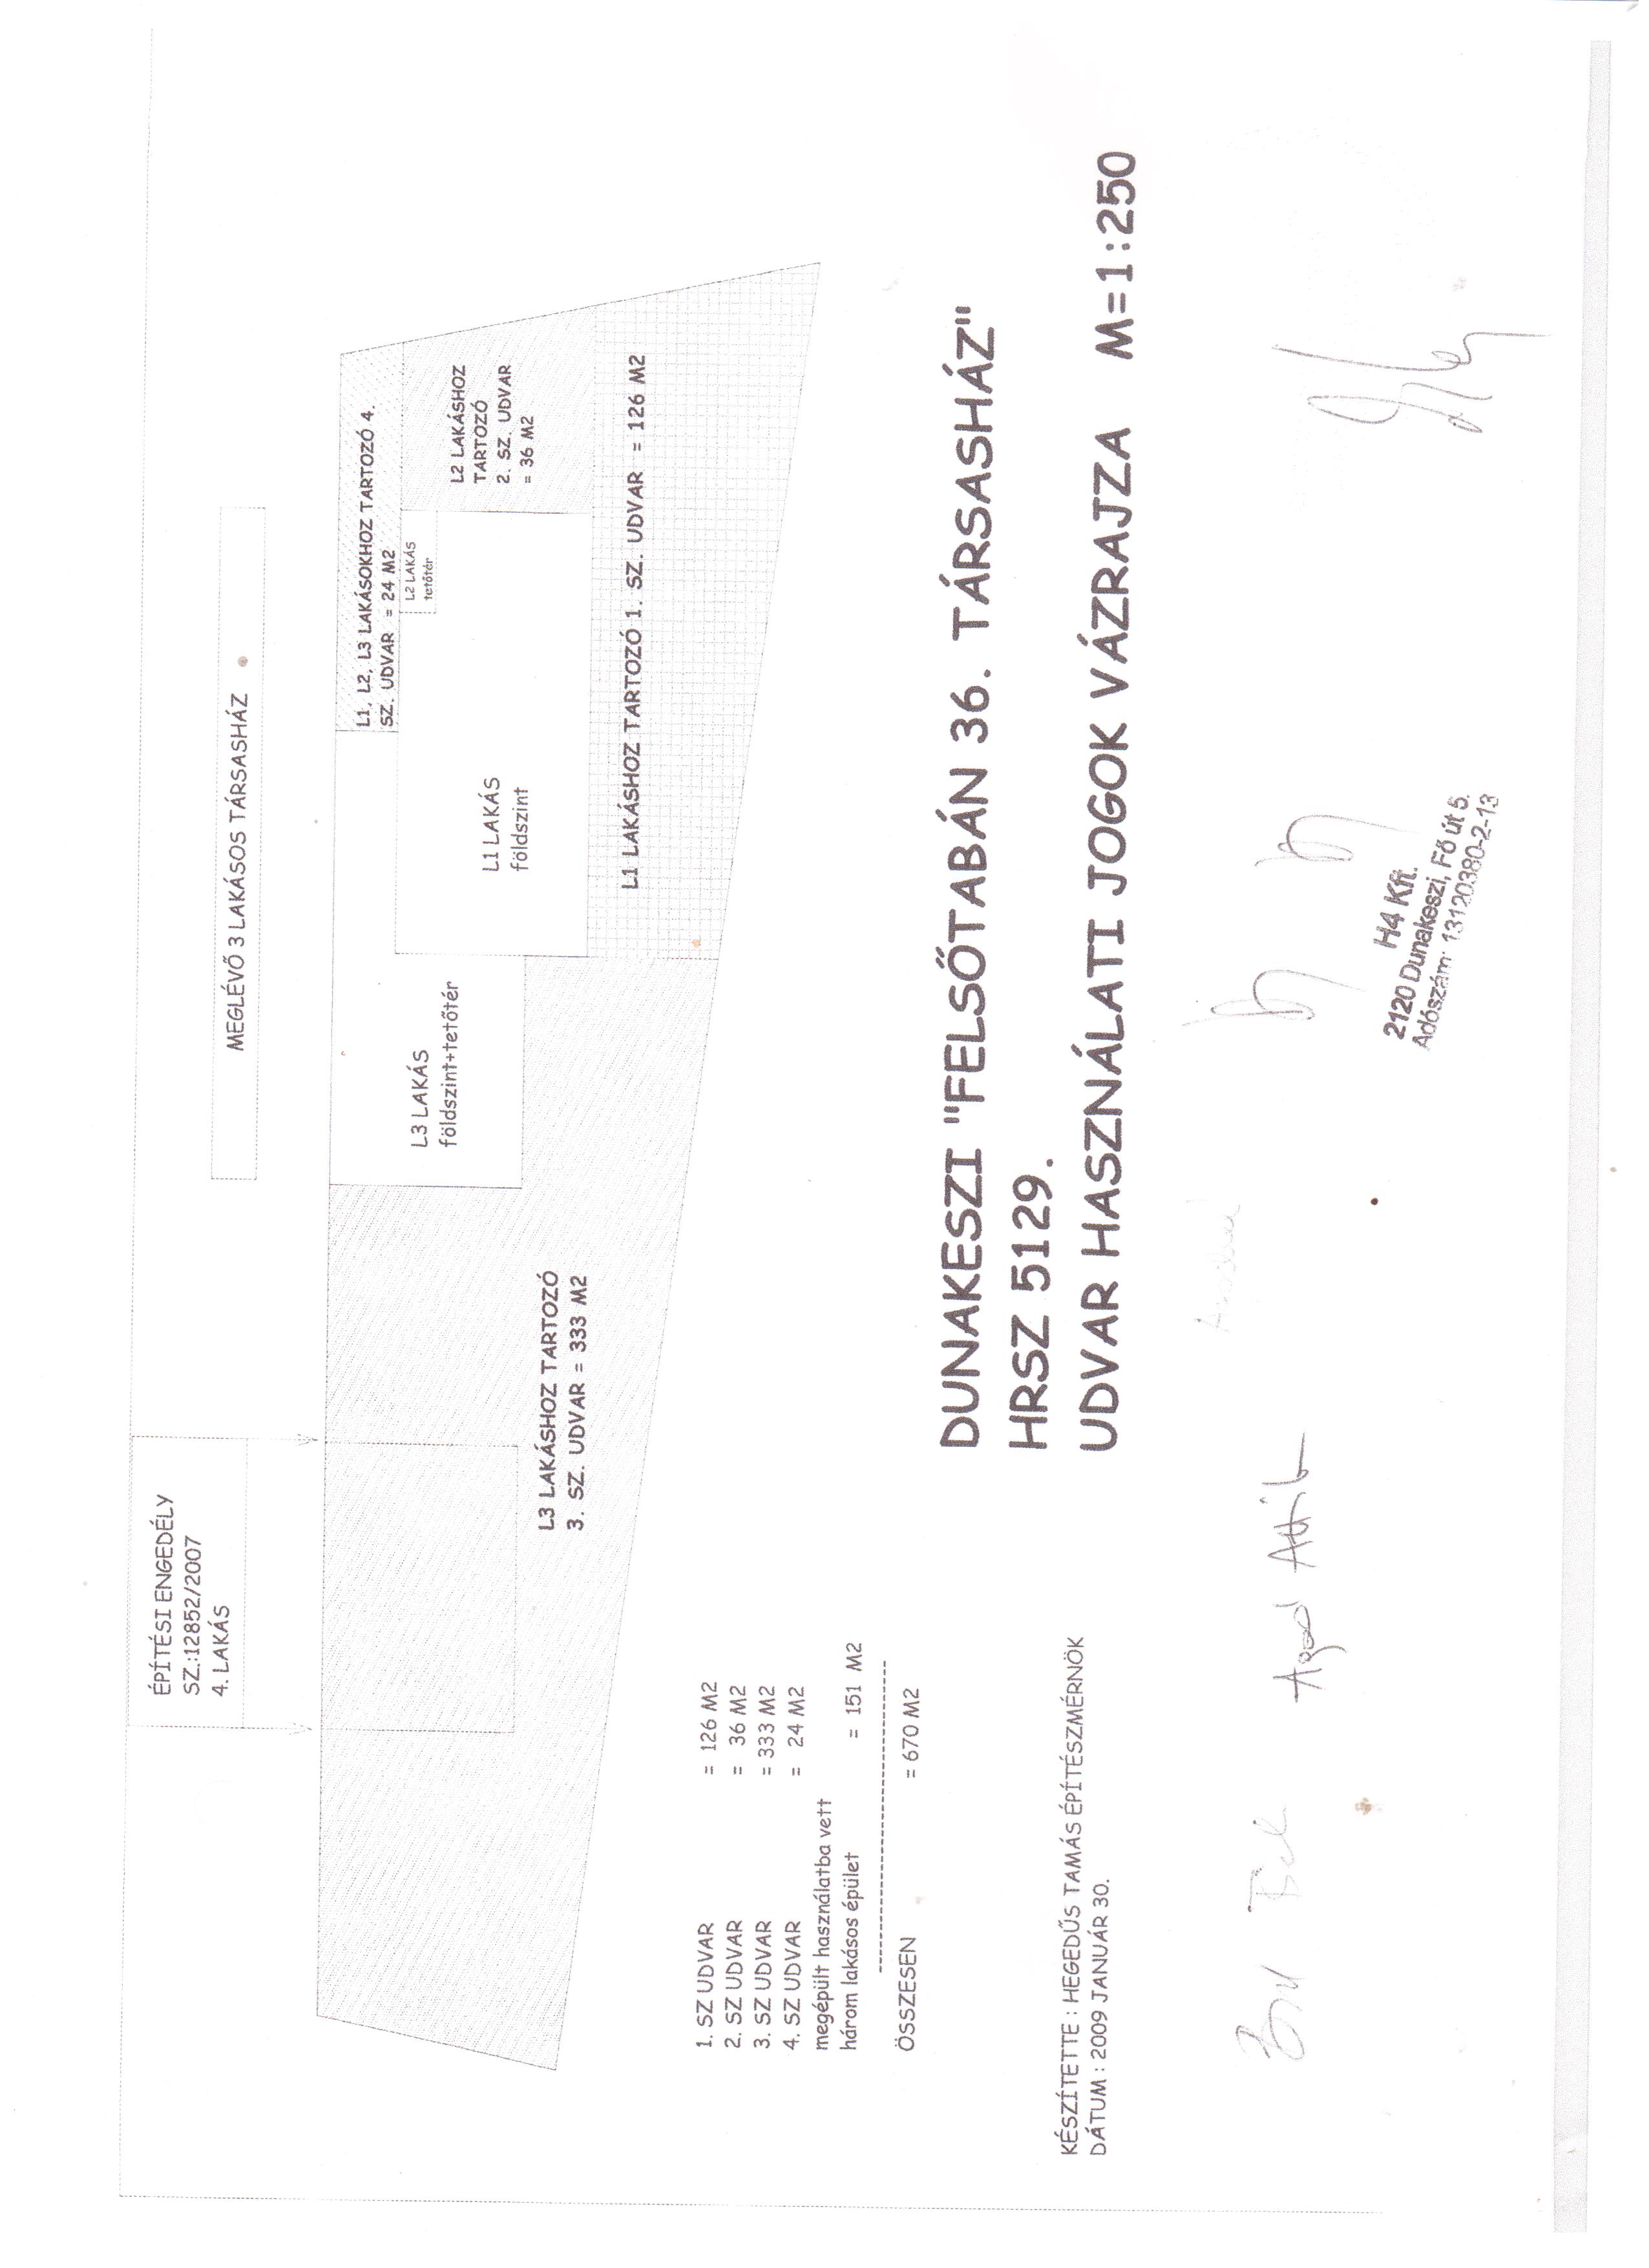 ÉPÍTÉSI ENGEDÉLY
SZ.:12852/2007
4. LAKÁS
MEGLÉVŐ 3 LAKÁSOS TÁRSASHÁZ
L1, L2, L3 LAKÁSOKHOZ TARTOZÓ 4.
SZ. UDVAR = 24 M2
L2 LAKÁS
tetőtér
L2 LAKÁSHOZ
TARTOZÓ
2. SZ. UDVAR
= 36 M2
L3 LAKÁS
földszint+tetőtér
L1 LAKÁS
földszint
L3 LAKÁSHOZ TARTOZÓ
3. SZ. UDVAR = 333 M2
L1 LAKÁSHOZ TARTOZÓ 1. SZ. UDVAR = 126 M2
1. SZ UDVAR = 126 M2
2. SZ UDVAR = 36 M2
3. SZ UDVAR = 333 M2
4. SZ UDVAR = 24 M2
megépült használatba vett
három lakásos épület = 151 M2
ÖSSZESEN = 670 M2
DUNAKESZI "FELSŐTABÁN 36. TÁRSASHÁZ"
HRSZ 5129.
UDVAR HASZNÁLATI JOGOK VÁZRAJZA M=1:250
KÉSZÍTETTE : HEGEDŰS TAMÁS ÉPÍTÉSZMÉRNÖK
DÁTUM : 2009 JANUÁR 30.
H4 Kft.
2120 Dunakeszi, Fő út 5.
Adószám: 13120380-2-13